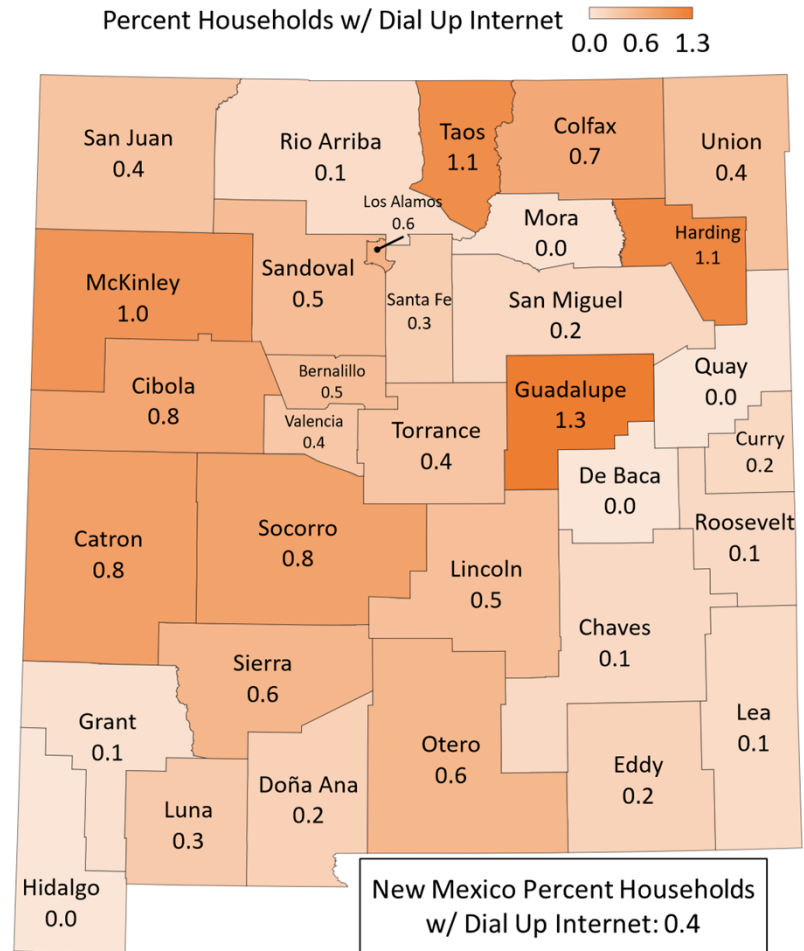 Percent Households w/ Dial Up Internet
0.0 0.6 1.3
San Juan
0.4
Rio Arriba
0.1
Taos
1.1
Colfax
0.7
Union
0.4
Los Alamos
0.6
Mora
0.0
Harding
1.1
McKinley
1.0
Sandoval
0.5
Santa Fe
0.3
San Miguel
0.2
Quay
0.0
Cibola
0.8
Bernalillo
0.5
Valencia
0.4
Torrance
0.4
Guadalupe
1.3
Curry
0.2
De Baca
0.0
Roosevelt
0.1
Catron
0.8
Socorro
0.8
Lincoln
0.5
Chaves
0.1
Sierra
0.6
Grant
0.1
Lea
0.1
Otero
0.6
Eddy
0.2
Doña Ana
0.2
Luna
0.3
Hidalgo
0.0
New Mexico Percent Households
w/ Dial Up Internet: 0.4